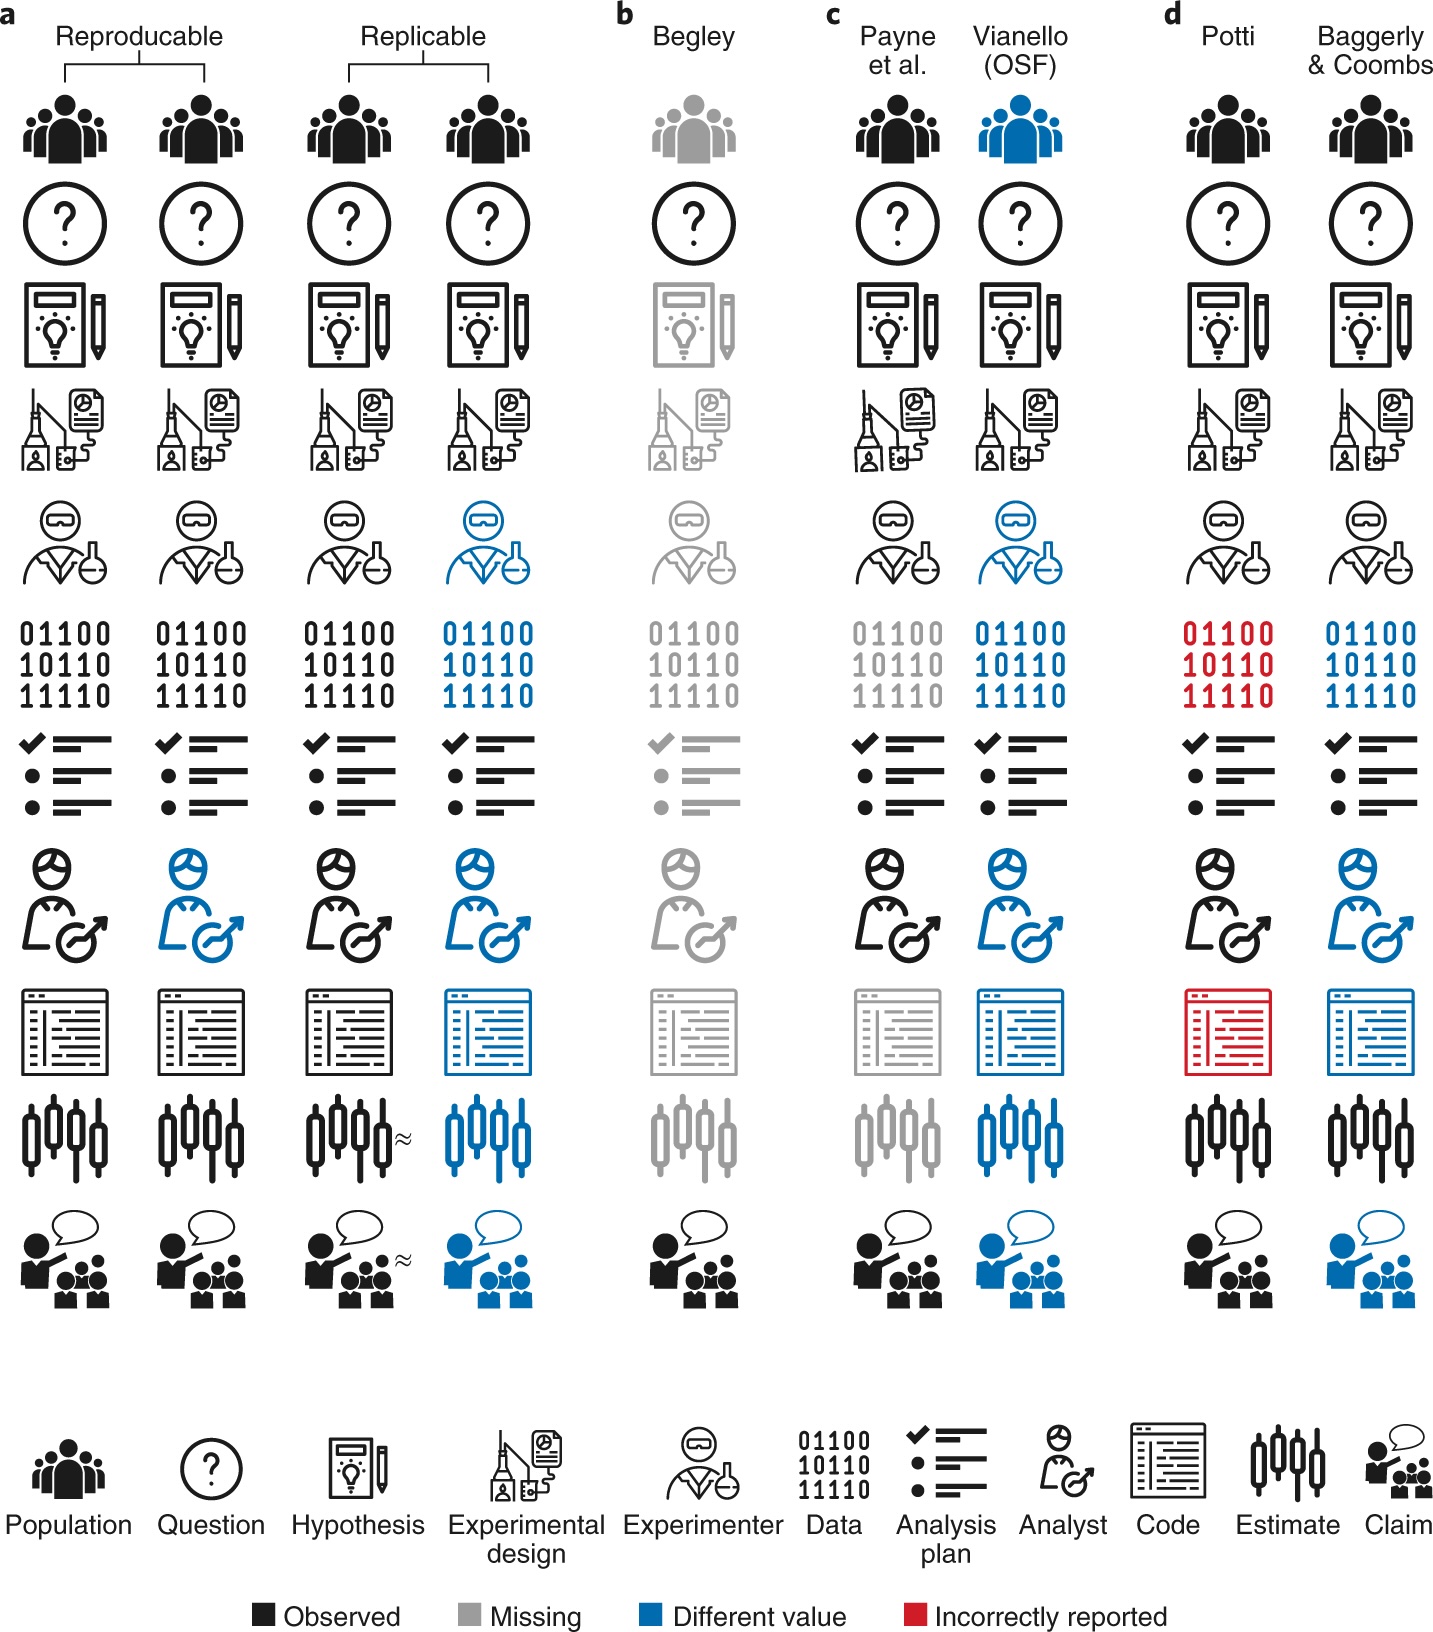 a
Reproducable
Replicable
b
Begley
c
Payne
et al.
Vianello
(OSF)
d
Potti
Baggerly
& Coombs
? ? ? ? ? ? ? ? ?
01100 01100 01100 01100 01100 01100 01100 01100 01100
10110 10110 10110 10110 10110 10110 10110 10110 10110
11110 11110 11110 11110 11110 11110 11110 11110 11110
≈
≈
?
01100
10110
11110
Population
Question
Hypothesis
Experimental
design
Experimenter
Data
Analysis
plan
Analyst
Code
Estimate
Claim
Observed
Missing
Different value
Incorrectly reported